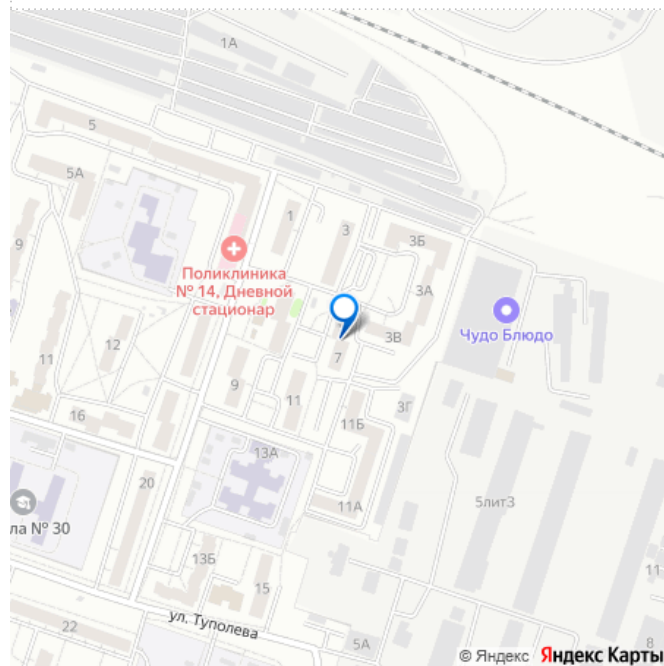 1А
5
5А
1
3
3Б
9
Поликлиника
№ 14, Дневной
стационар
3А
Чудо Блюдо
3В
7
12
11
9
11
3Г
16
11Б
13А
20
11А
5лит3
ла № 30
13Б
15
11
ул. Туполева
22
5А
8
© Яндекс Яндекс Карты